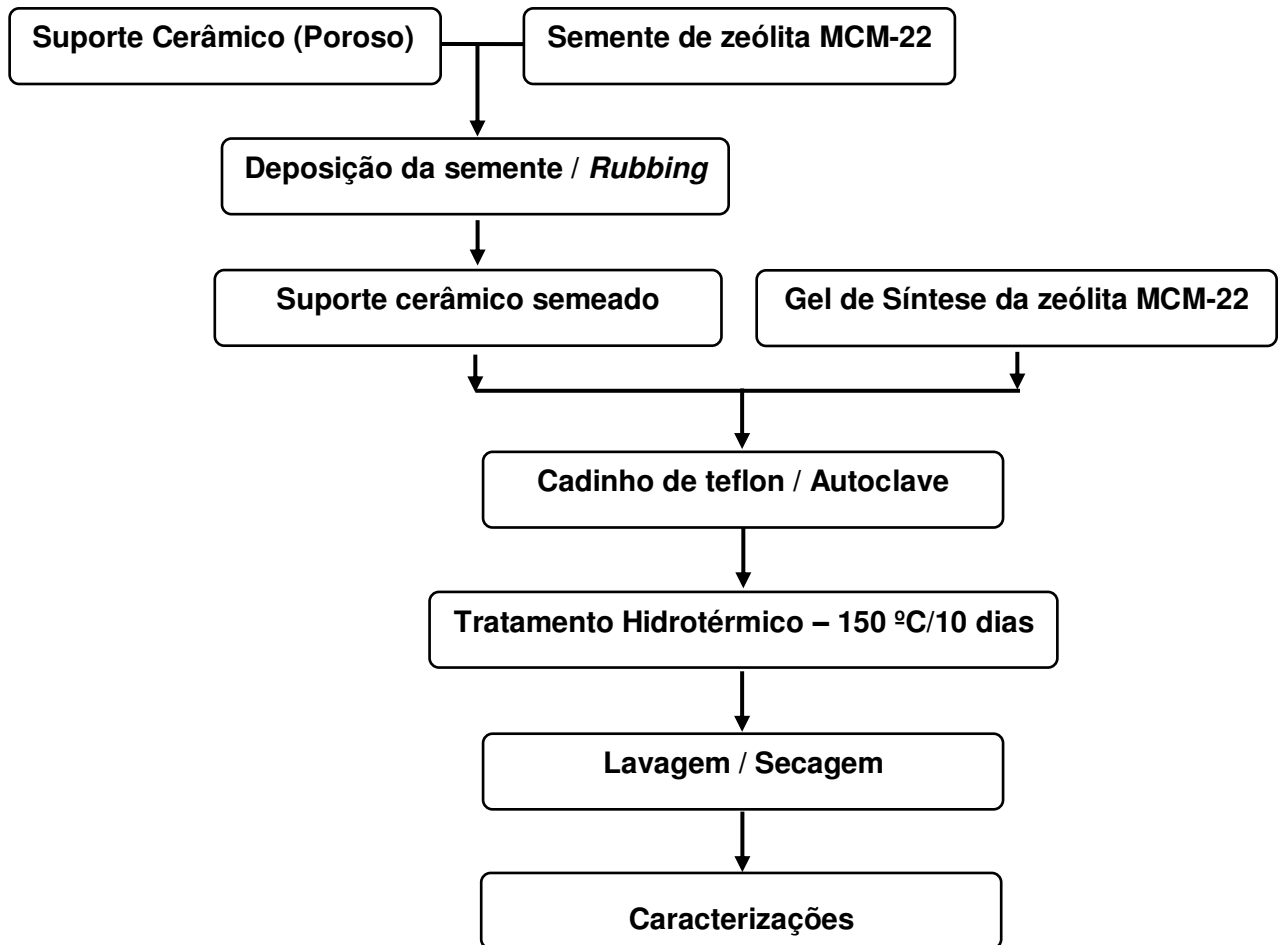 Suporte Cerâmico (Poroso)
Semente de zeólita MCM-22
Deposição da semente / Rubbing
Suporte cerâmico semeado
Gel de Síntese da zeólita MCM-22
Cadinho de teflon / Autoclave
Tratamento Hidrotérmico – 150 ºC/10 dias
Lavagem / Secagem
Caracterizações